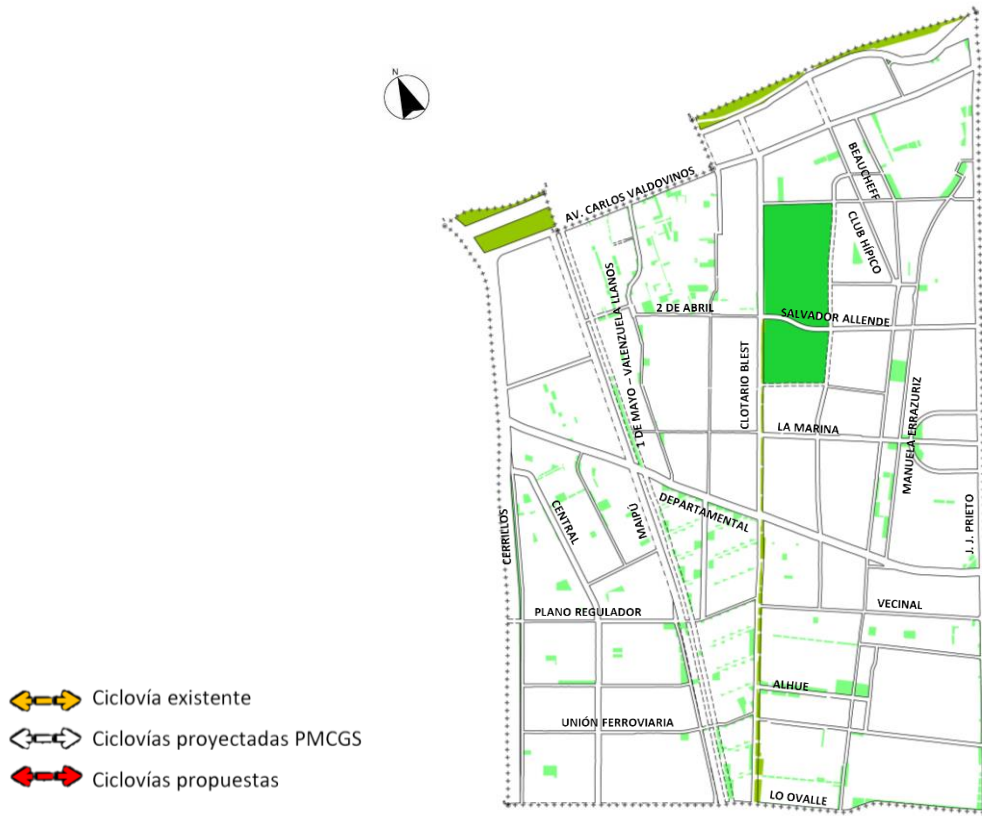 N
AV. CARLOS VALDOVINOS
BEAUCHEFF
CLUB HÍPICO
1 DE MAYO – VALENZUELA LLANOS
2 DE ABRIL
SALVADOR ALLENDE
CLOTARIO BLEST
MANUELA ERRAZURIZ
LA MARINA
CERRILLOS
CENTRAL
MAIPÚ
DEPARTAMENTAL
J. J. PRIETO
PLANO REGULADOR
VECINAL
ALHUE
UNIÓN FERROVIARIA
LO OVALLE
Ciclovía existente
Ciclovías proyectadas PMCGS
Ciclovías propuestas